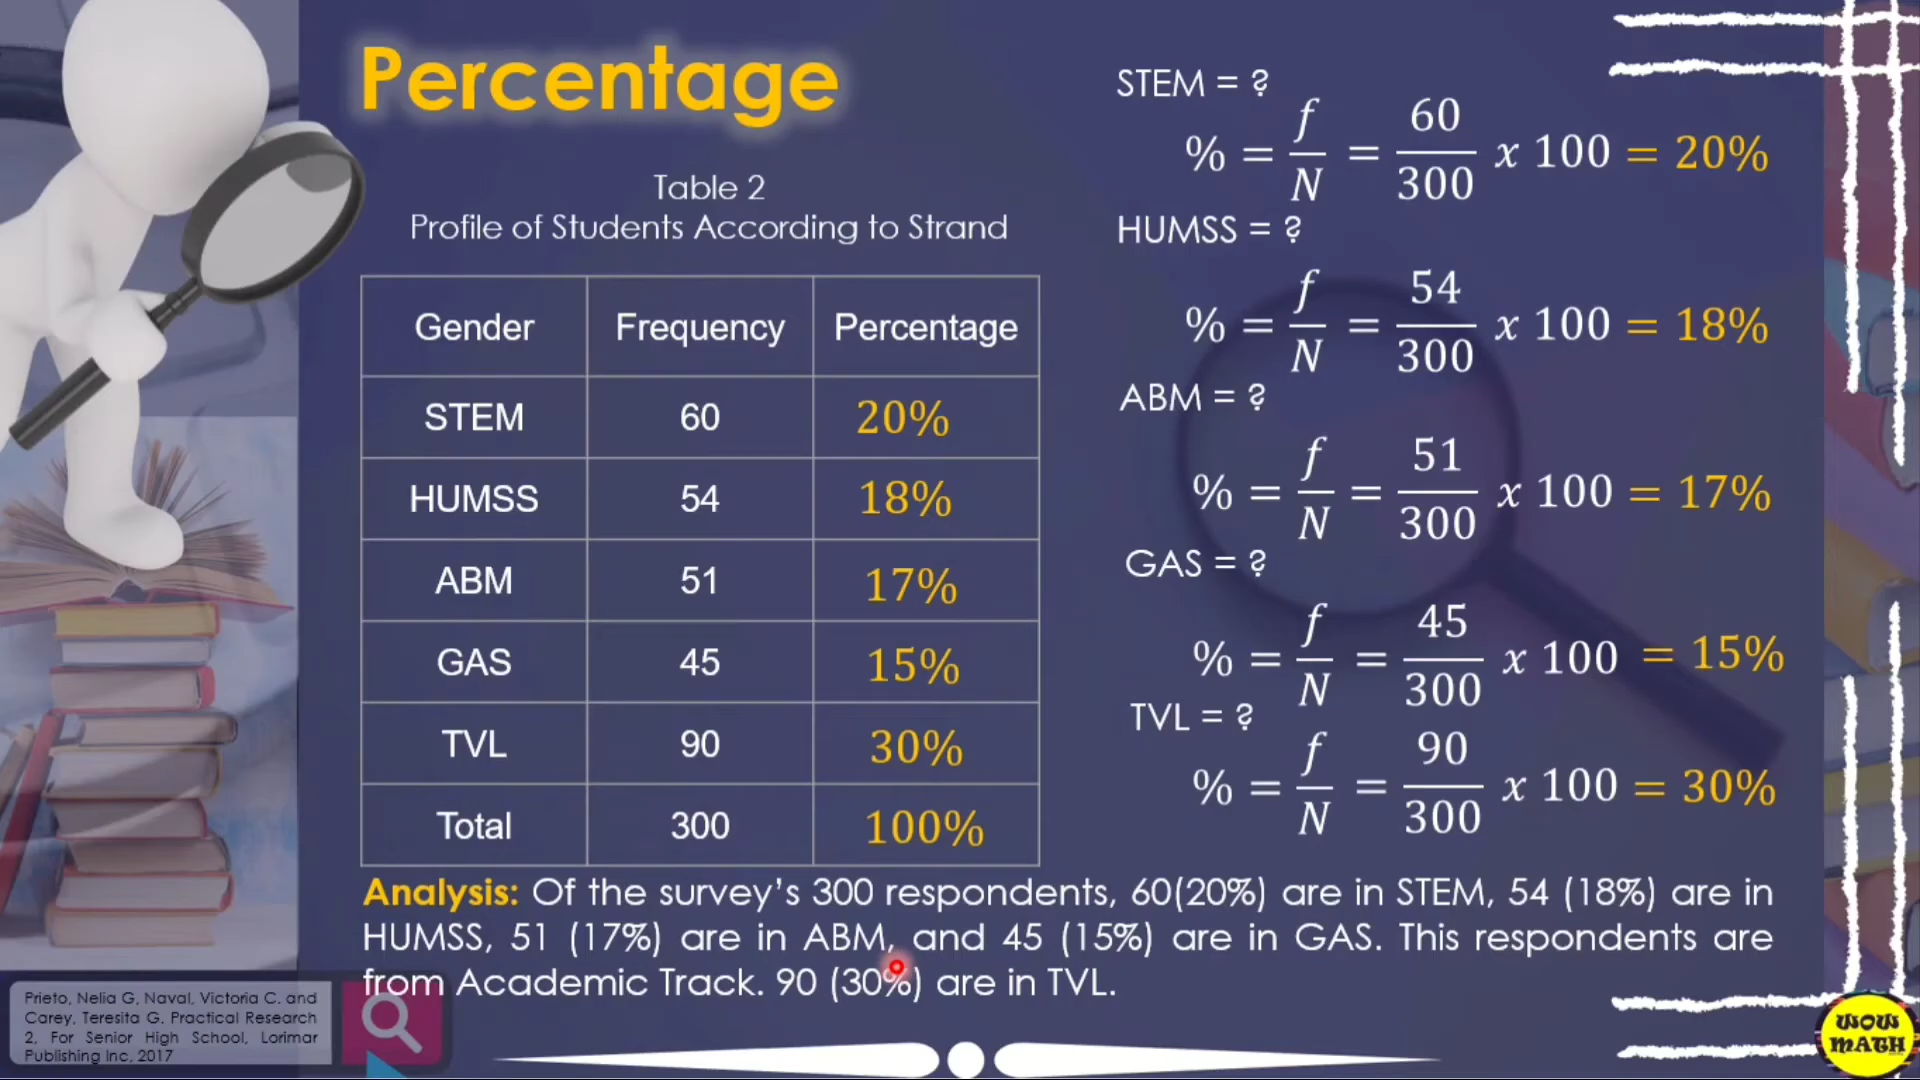 Percentage
Table 2
Profile of Students According to Strand
Gender Frequency Percentage
STEM 60 20%
HUMSS 54 18%
ABM 51 17%
GAS 45 15%
TVL 90 30%
Total 300 100%
STEM = ?
% = f/N = 60/300 x 100 = 20%
HUMSS = ?
% = f/N = 54/300 x 100 = 18%
ABM = ?
% = f/N = 51/300 x 100 = 17%
GAS = ?
% = f/N = 45/300 x 100 = 15%
TVL = ?
% = f/N = 90/300 x 100 = 30%
Analysis: Of the survey's 300 respondents, 60(20%) are in STEM, 54 (18%) are in
HUMSS, 51 (17%) are in ABM, and 45 (15%) are in GAS. This respondents are
from Academic Track. 90 (30%) are in TVL.
Prieto, Nelia G, Naval, Victoria C. and
Carey, Teresita G. Practical Research
2, For Senior High School, Lorimar
Publishing Inc, 2017
WOW
MATH